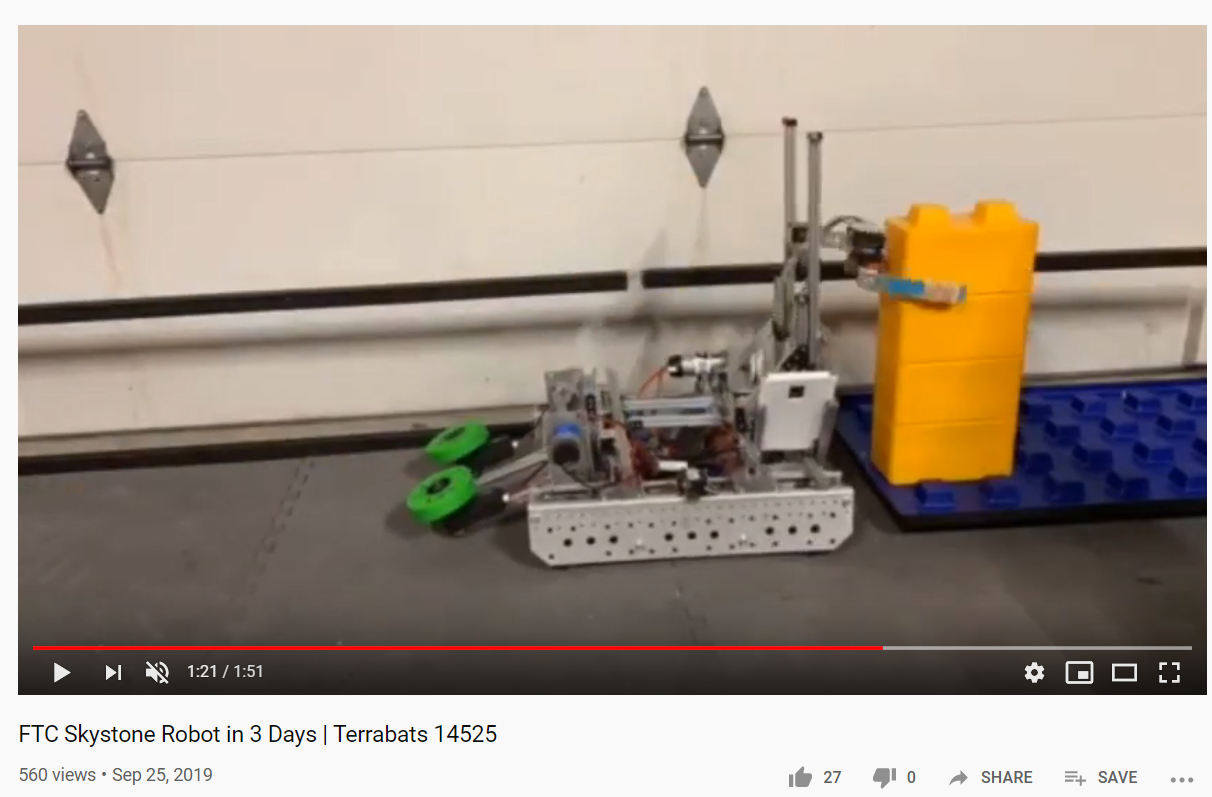 1:21 / 1:51
FTC Skystone Robot in 3 Days | Terrabats 14525
560 views • Sep 25, 2019
27
0
SHARE
SAVE